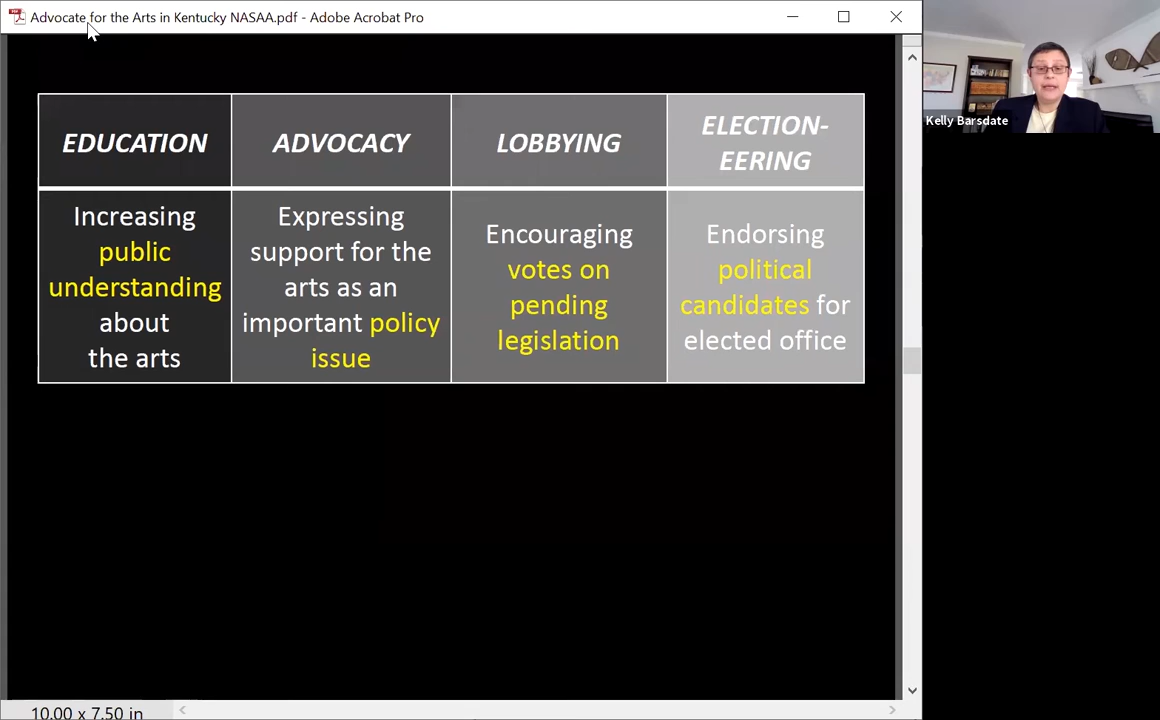 Advocate for the Arts in Kentucky NASAA.pdf - Adobe Acrobat Pro
Kelly Barsdate
EDUCATION
ADVOCACY
LOBBYING
ELECTION-
EERING
Increasing
public
understanding
about
the arts
Expressing
support for the
arts as an
important policy
issue
Encouraging
votes on
pending
legislation
Endorsing
political
candidates for
elected office
10.00 x 7.50 in